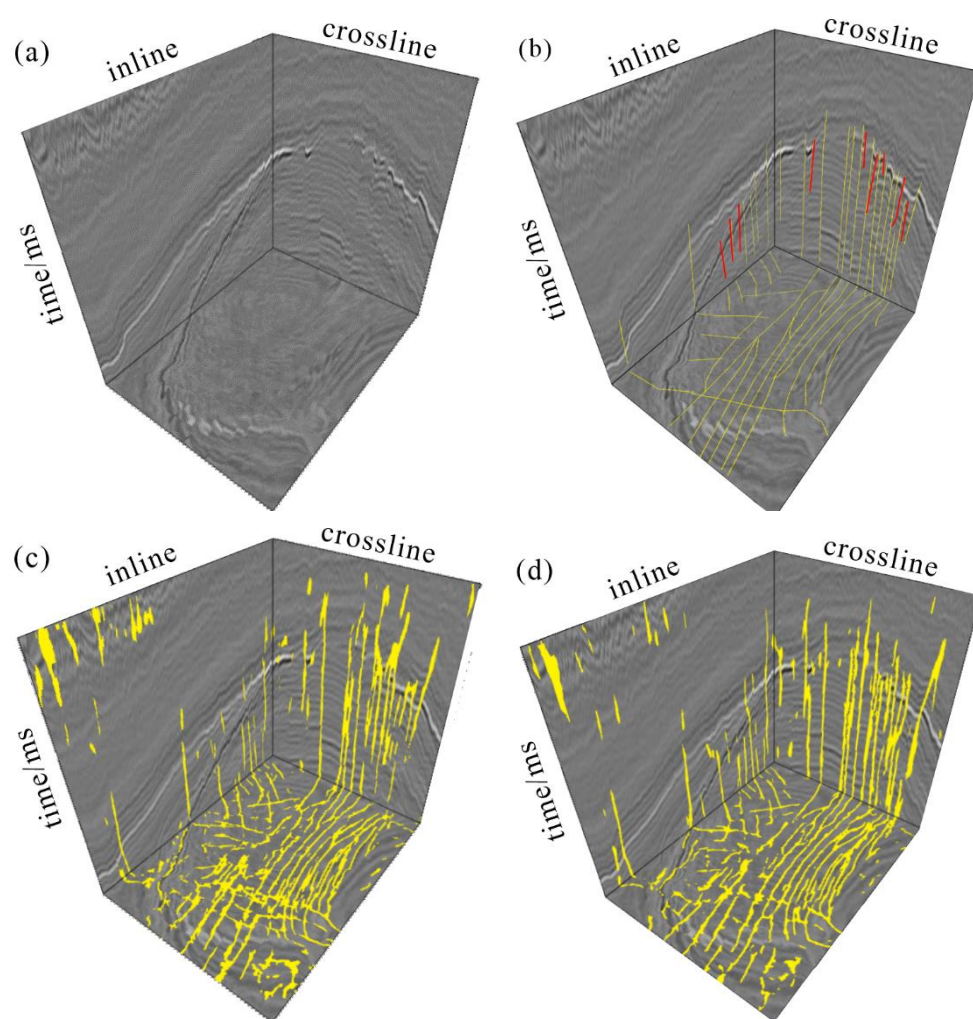 (a)
inline
crossline
time/ms
(b)
inline
crossline
time/ms
(c)
inline
crossline
time/ms
(d)
inline
crossline
time/ms